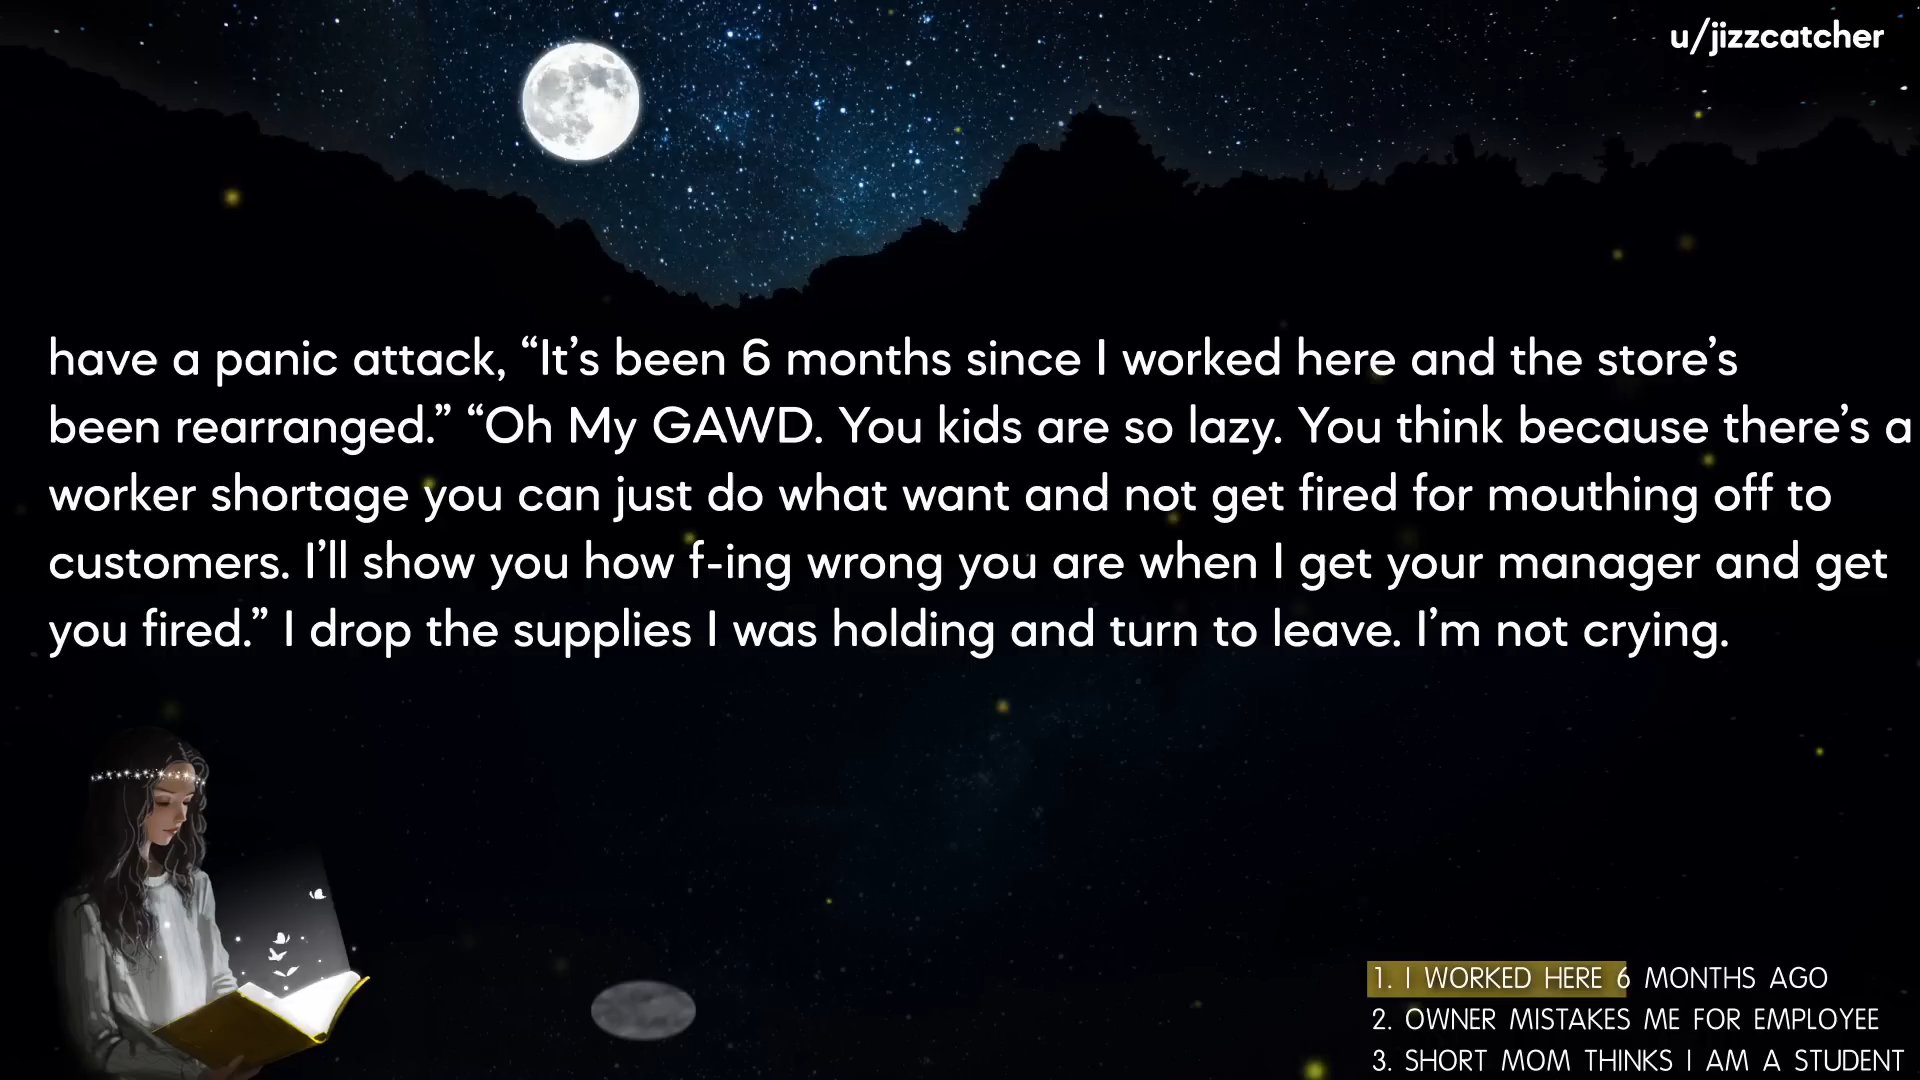 u/jizzcatcher
have a panic attack, “It’s been 6 months since I worked here and the store’s
been rearranged.” “Oh My GAWD. You kids are so lazy. You think because there’s a
worker shortage you can just do what want and not get fired for mouthing off to
customers. I’ll show you how f-ing wrong you are when I get your manager and get
you fired.” I drop the supplies I was holding and turn to leave. I’m not crying.
1. I WORKED HERE 6 MONTHS AGO
2. OWNER MISTAKES ME FOR EMPLOYEE
3. SHORT MOM THINKS I AM A STUDENT